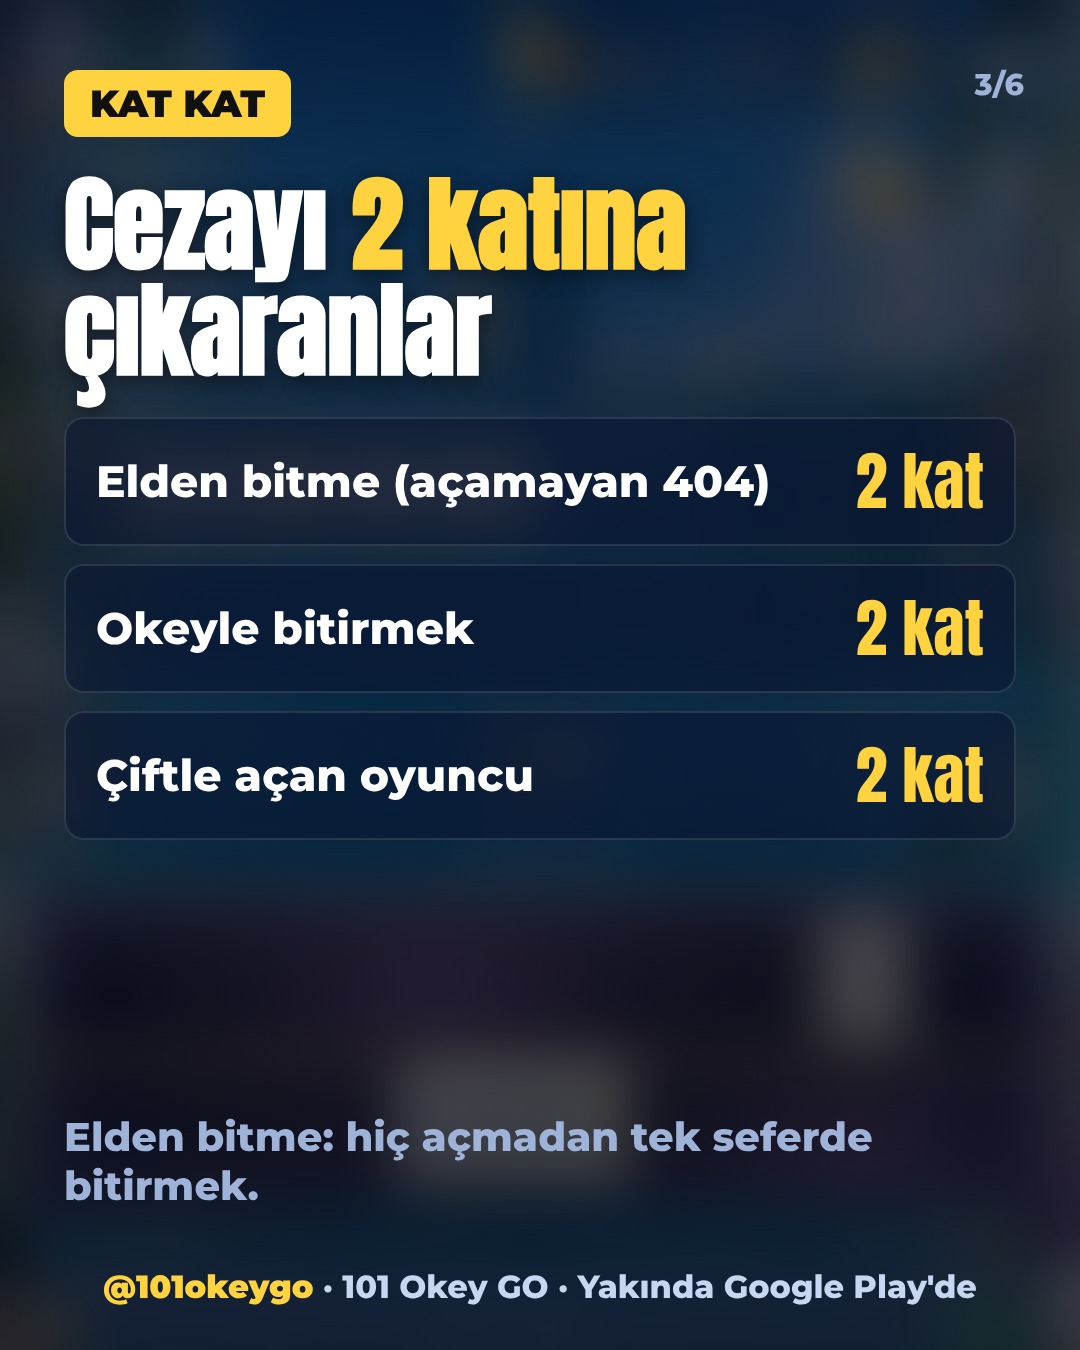 KAT KAT
3/6
Cezayı 2 katına
çıkaranlar
Elden bitme (açamayan 404) 2 kat
Okeyle bitirmek 2 kat
Çiftle açan oyuncu 2 kat
Elden bitme: hiç açmadan tek seferde
bitirmek.
@101okeygo · 101 Okey GO · Yakında Google Play'de